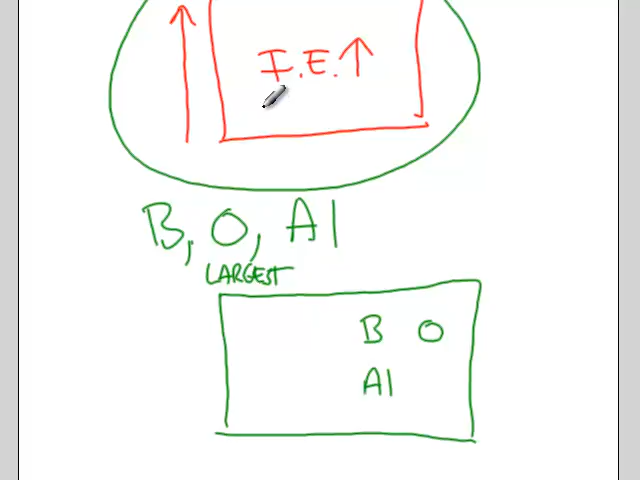 I.E.↑
B, O, Al
LARGEST
B O
Al